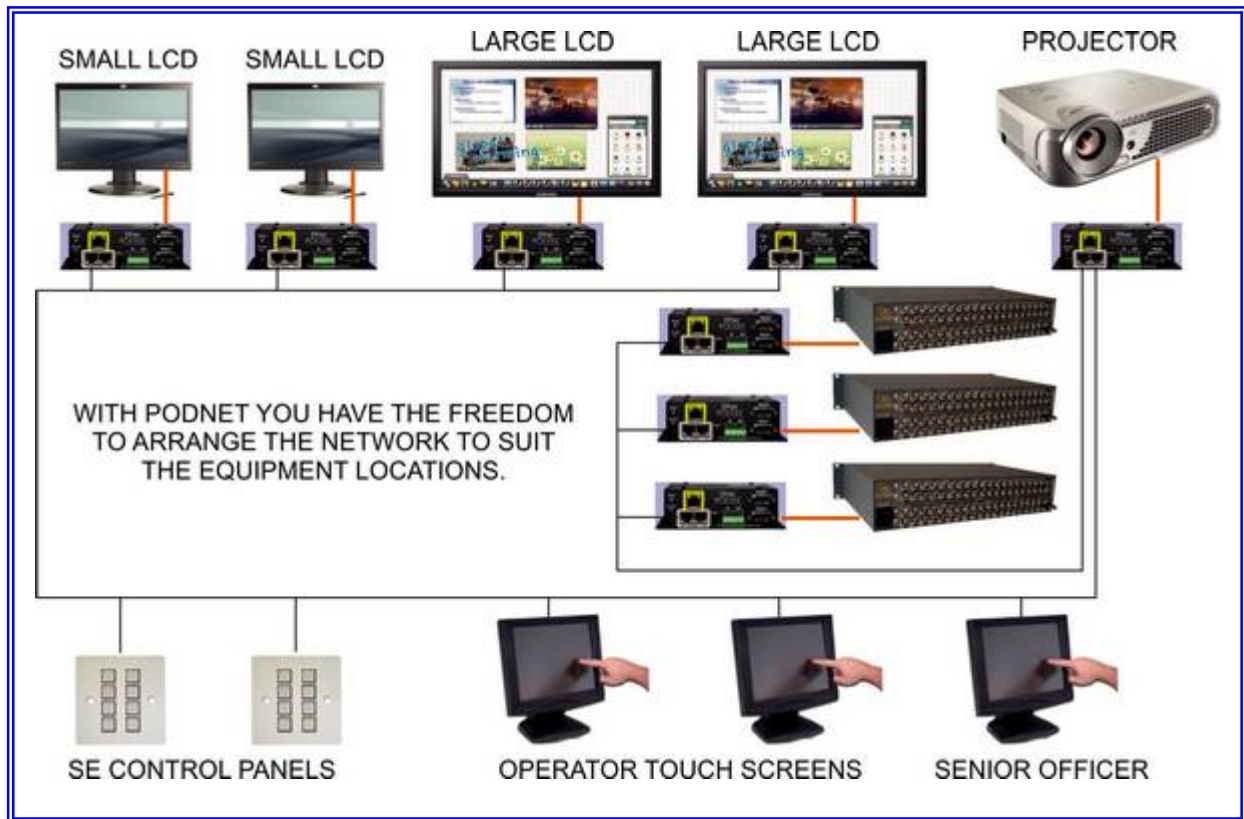 SMALL LCD
SMALL LCD
LARGE LCD
LARGE LCD
PROJECTOR
WITH PODNET YOU HAVE THE FREEDOM
TO ARRANGE THE NETWORK TO SUIT
THE EQUIPMENT LOCATIONS.
SE CONTROL PANELS
OPERATOR TOUCH SCREENS
SENIOR OFFICER